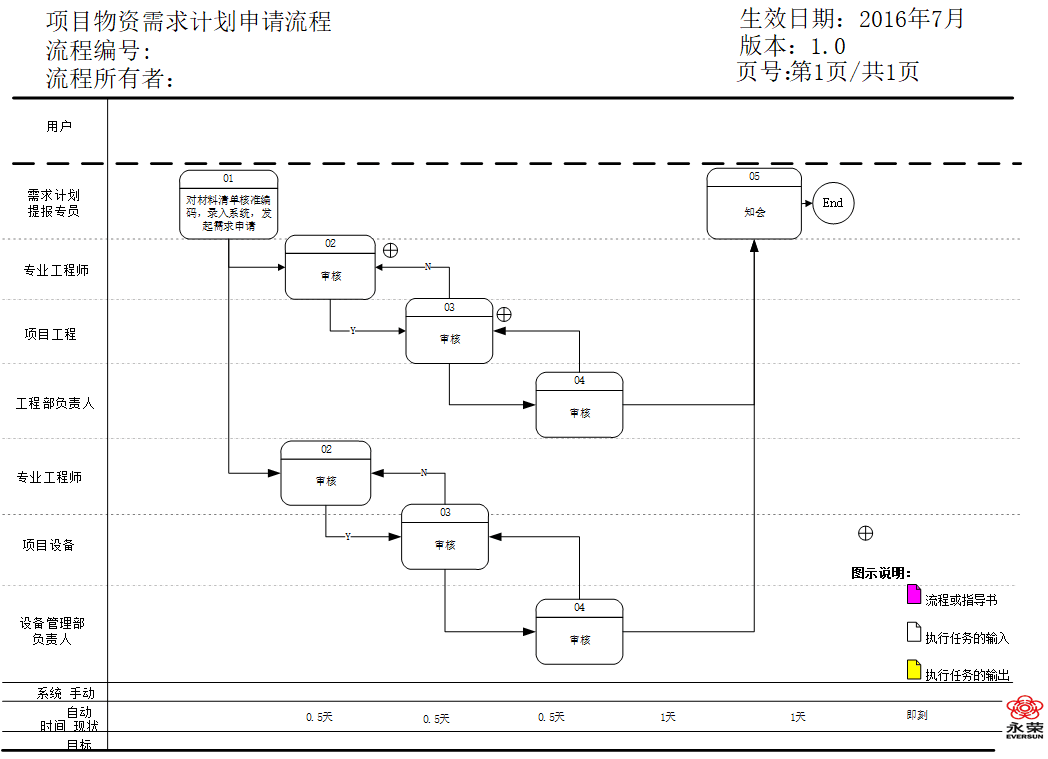 项目物资需求计划申请流程
流程编号:
流程所有者：
生效日期：2016年7月
版本：1.0
页号:第1页/共1页
用户
需求计划
提报专员
01
对材料清单核准编
码，录入系统，发
起需求申请
05
知会
End
专业工程师
02
审核
N
项目工程
Y
03
审核
工程部负责人
04
审核
专业工程师
02
审核
N
项目设备
Y
03
审核
图示说明：
流程或指导书
执行任务的输入
执行任务的输出
设备管理部
负责人
04
审核
系统 手动
自动
时间 现状
0.5天
0.5天
0.5天
1天
1天
即刻
目标
永荣
EVERSUN